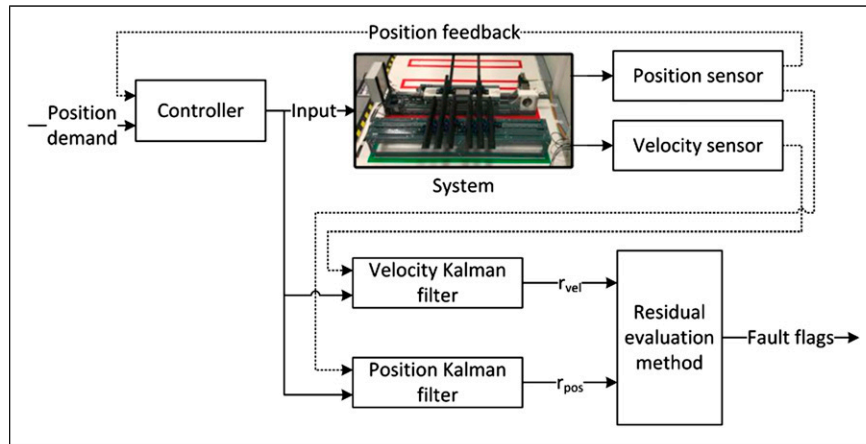 Position feedback
Position
demand
Controller
Input
System
Position sensor
Velocity sensor
Velocity Kalman
filter
r_vel
Position Kalman
filter
r_pos
Residual
evaluation
method
Fault flags